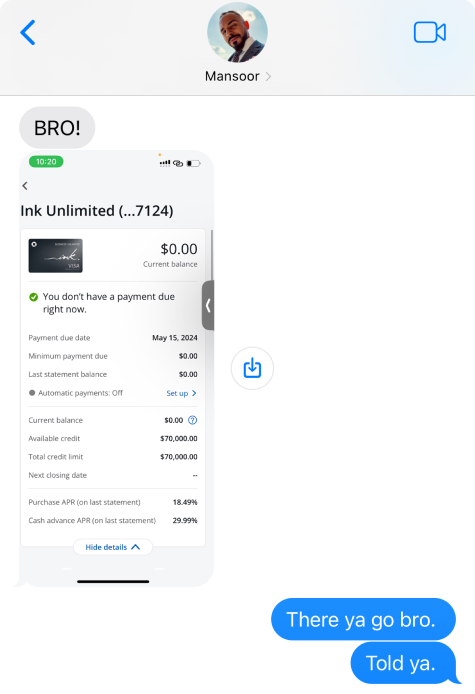 Mansoor
BRO!
10:20
Ink Unlimited (...7124)
ink.
VISA
$0.00
Current balance
You don't have a payment due
right now.
Payment due date May 15, 2024
Minimum payment due $0.00
Last statement balance $0.00
Automatic payments: Off Set up
Current balance $0.00
Available credit $70,000.00
Total credit limit $70,000.00
Next closing date --
Purchase APR (on last statement) 18.49%
Cash advance APR (on last statement) 29.99%
Hide details
There ya go bro.
Told ya.